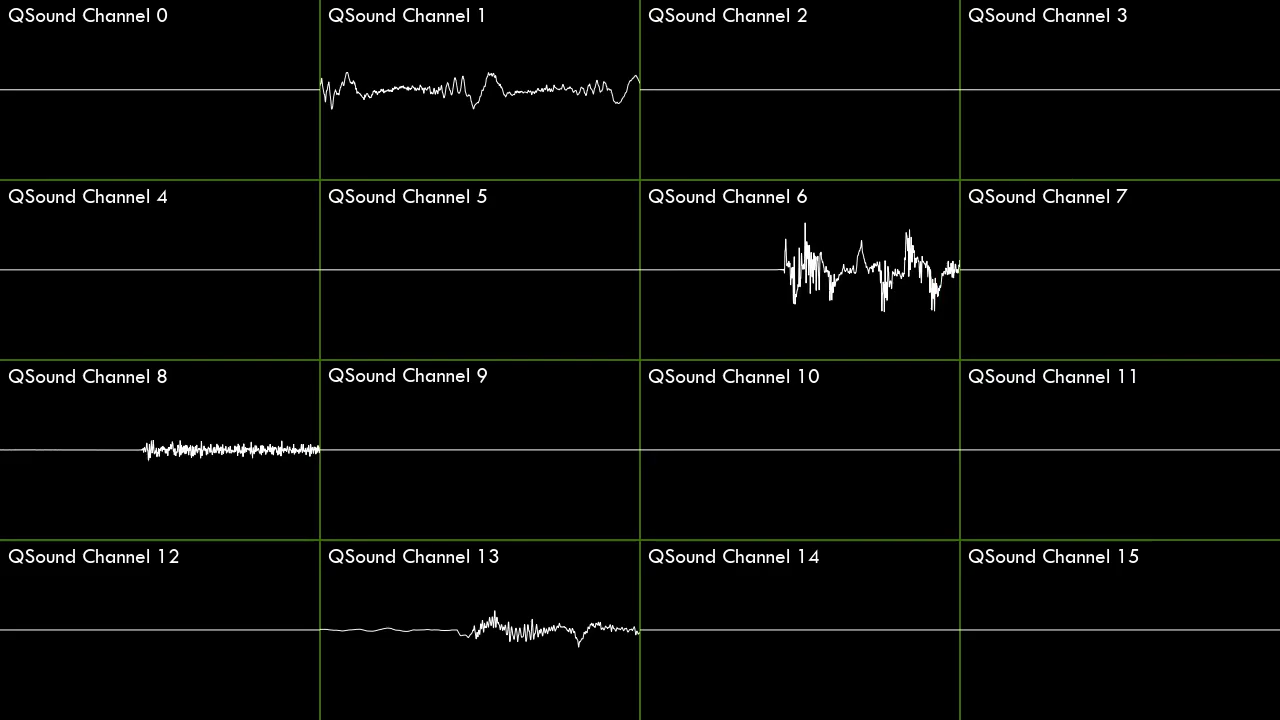 QSound Channel 0
QSound Channel 1
QSound Channel 2
QSound Channel 3
QSound Channel 4
QSound Channel 5
QSound Channel 6
QSound Channel 7
QSound Channel 8
QSound Channel 9
QSound Channel 10
QSound Channel 11
QSound Channel 12
QSound Channel 13
QSound Channel 14
QSound Channel 15